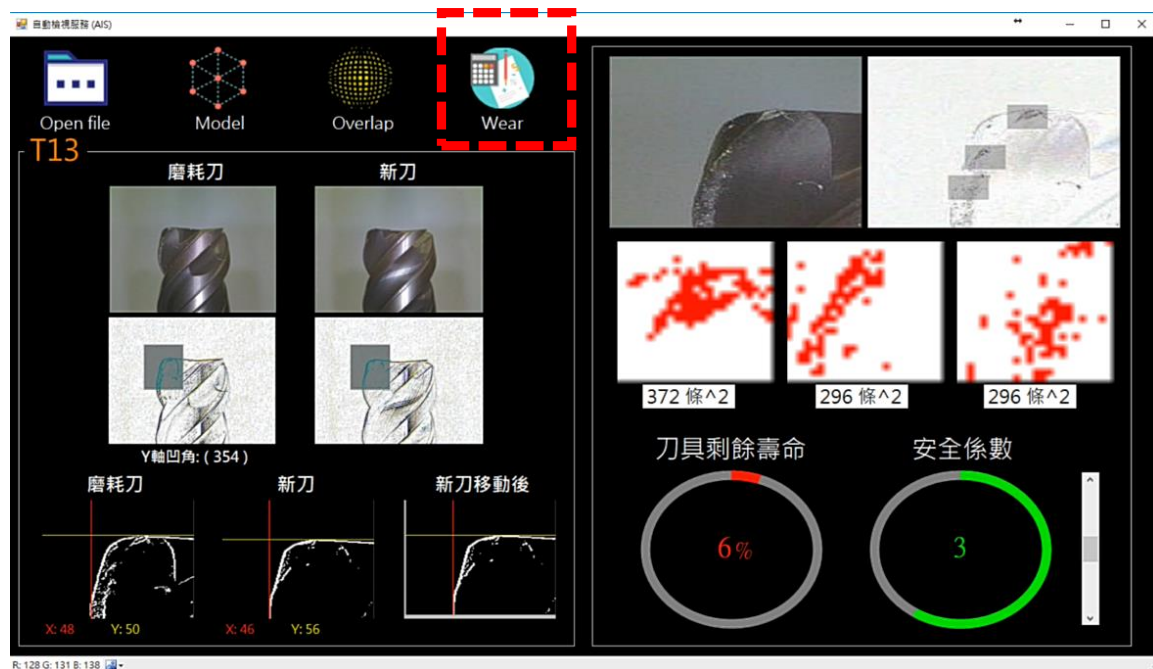 自動檢視服務 (AIS)
Open file
Model
Overlap
Wear
T13
磨耗刀
新刀
Y軸凹角: ( 354 )
磨耗刀
新刀
新刀移動後
X: 48
Y: 50
X: 46
Y: 56
372 條^2
296 條^2
296 條^2
刀具剩餘壽命
安全係數
6%
3
R: 128 G: 131 B: 138